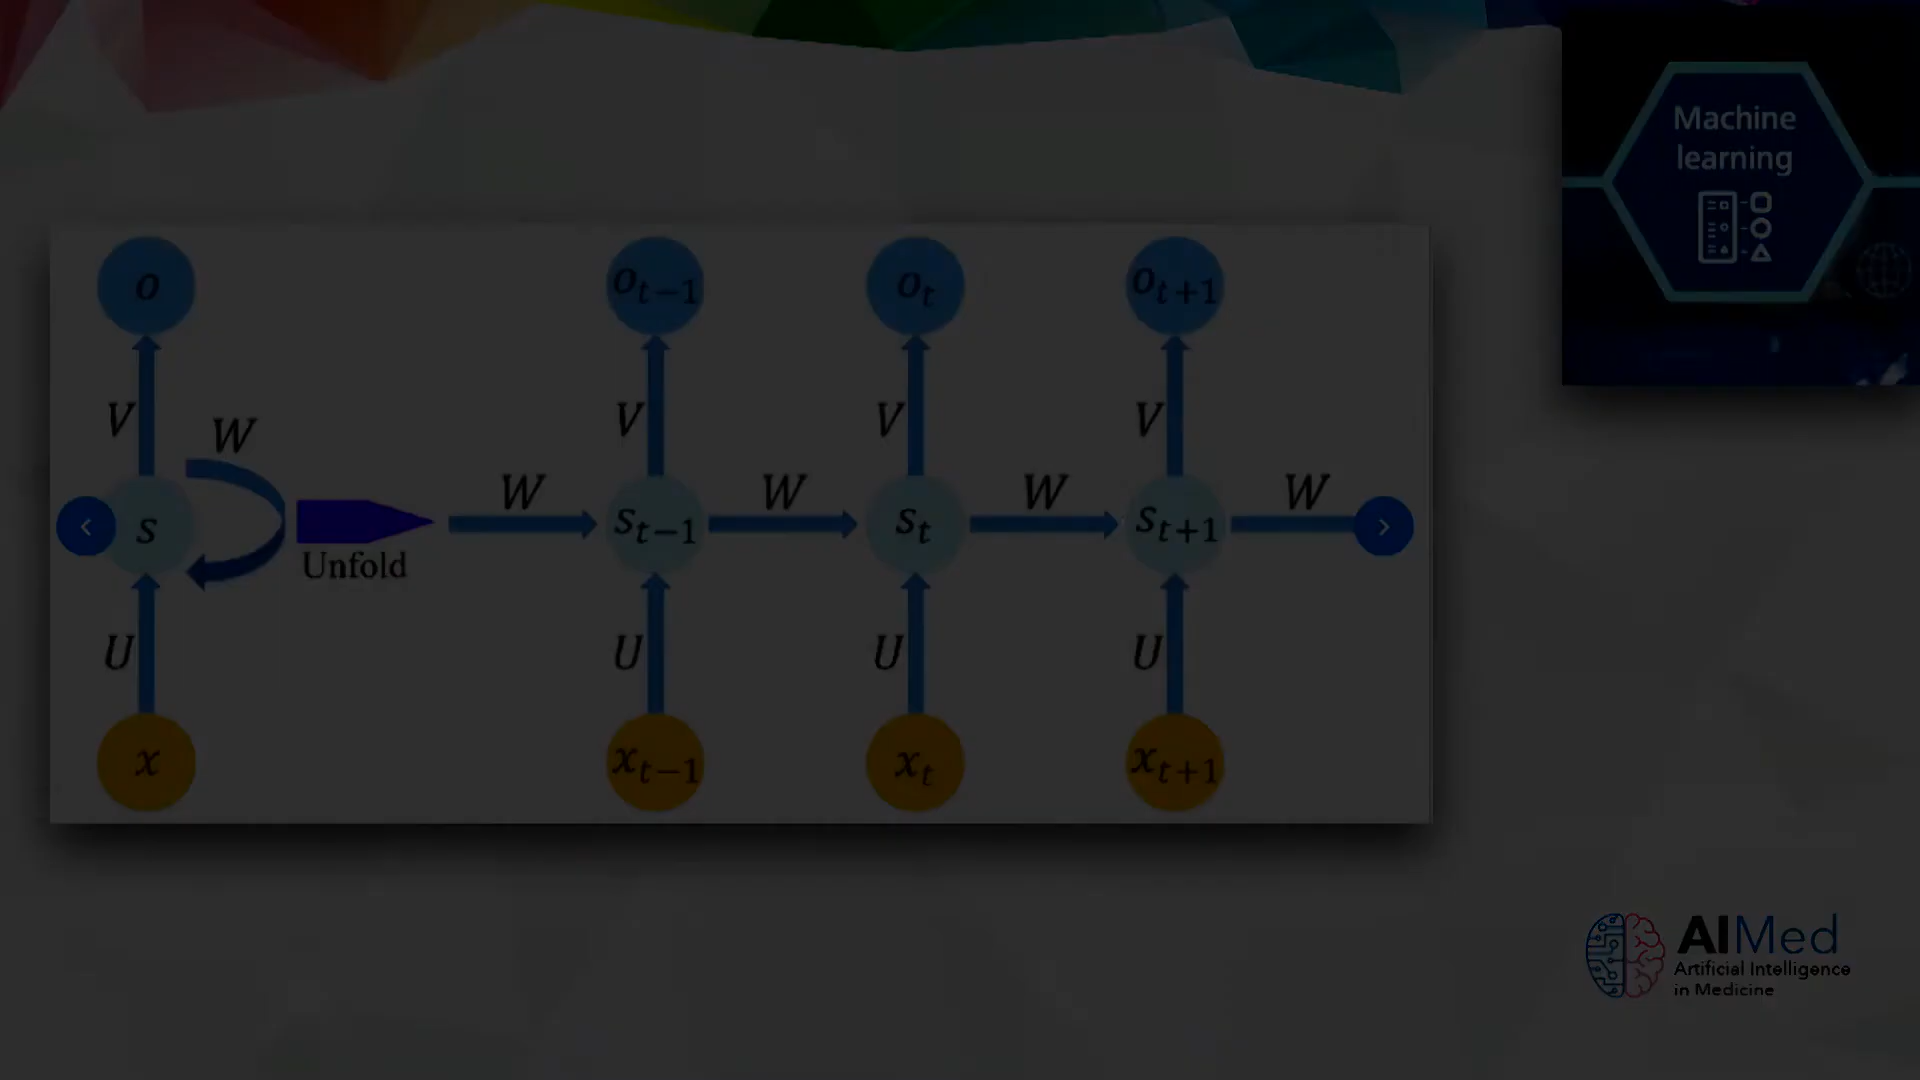 Machine
learning
o
o_{t-1}
o_t
o_{t+1}
V
W
V
V
V
s
Unfold
W
s_{t-1}
W
s_t
W
s_{t+1}
W
U
U
U
U
x
x_{t-1}
x_t
x_{t+1}
AIMed
Artificial Intelligence
in Medicine